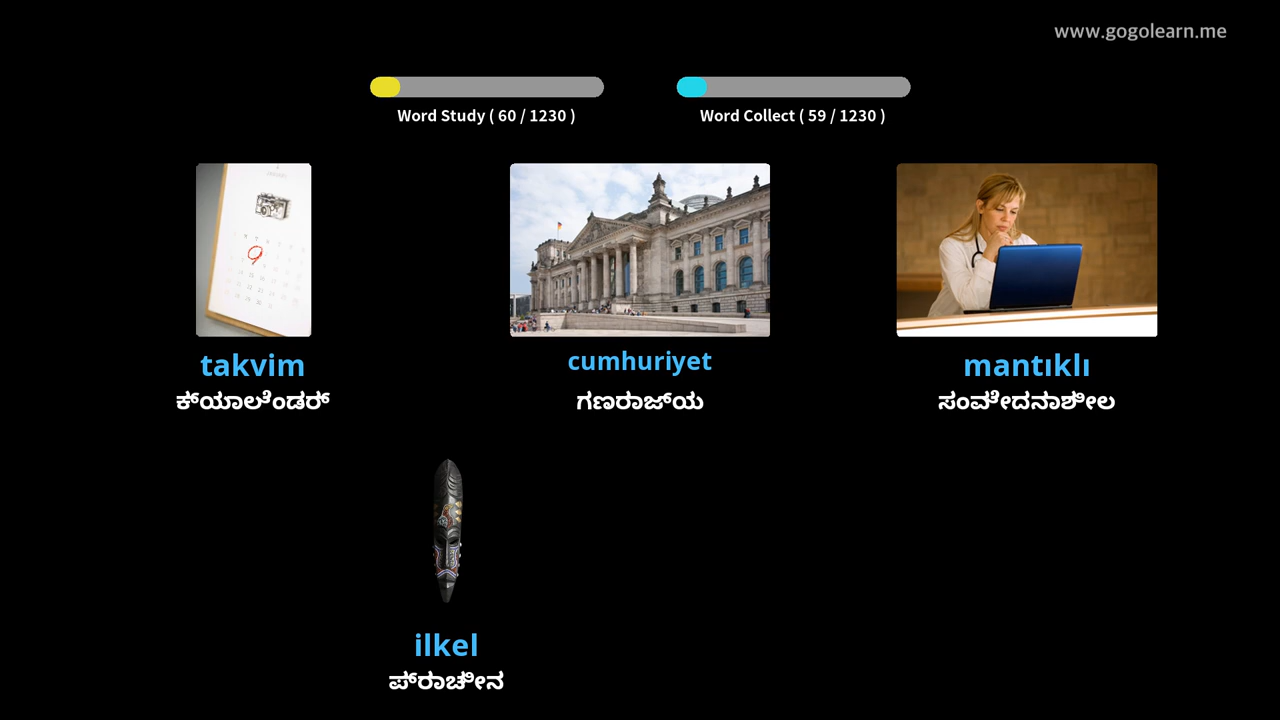 www.gogolearn.me
Word Study ( 60 / 1230 )
Word Collect ( 59 / 1230 )
takvim
ಕ್ಯಾಲೆಂಡರ್
cumhuriyet
ಗಣರಾಜ್ಯ
mantıklı
ಸಂವೇದನಾಶೀಲ
ilkel
ಪ್ರಾಚೀನ